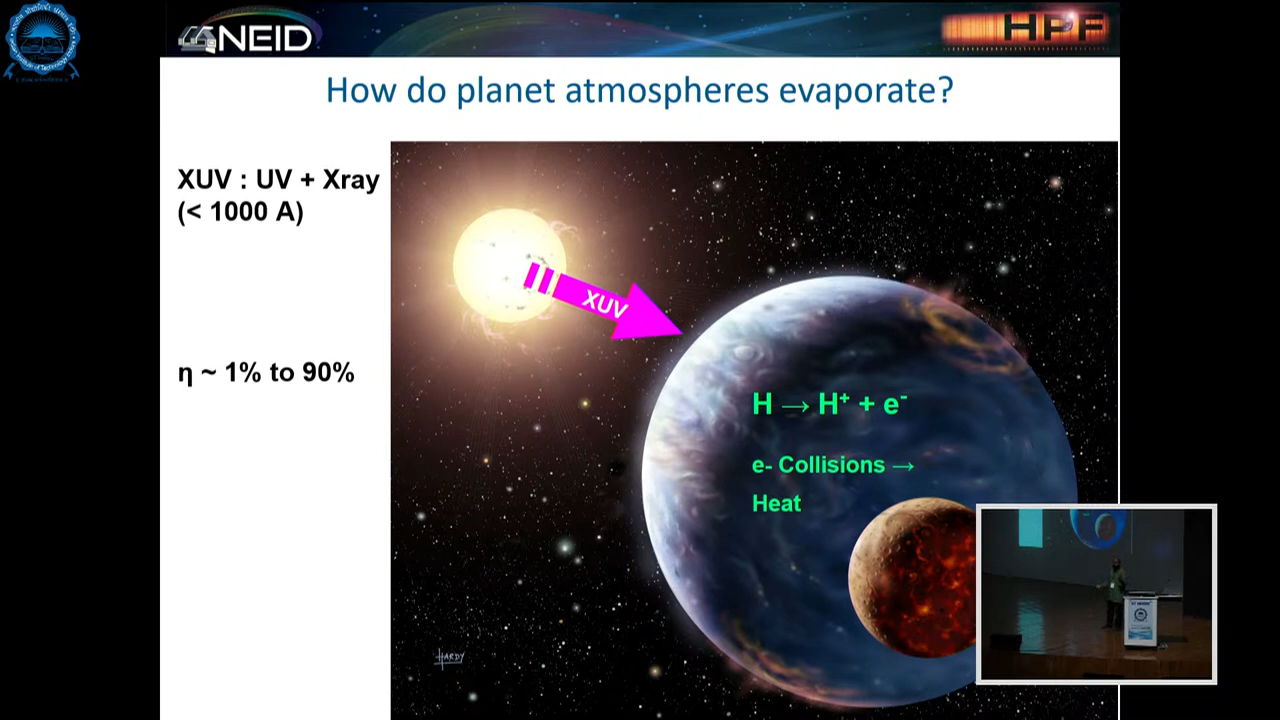 NEID
HPF
How do planet atmospheres evaporate?
XUV : UV + Xray
(< 1000 A)
XUV
η ~ 1% to 90%
H → H⁺ + e⁻
e- Collisions →
Heat
HARDY